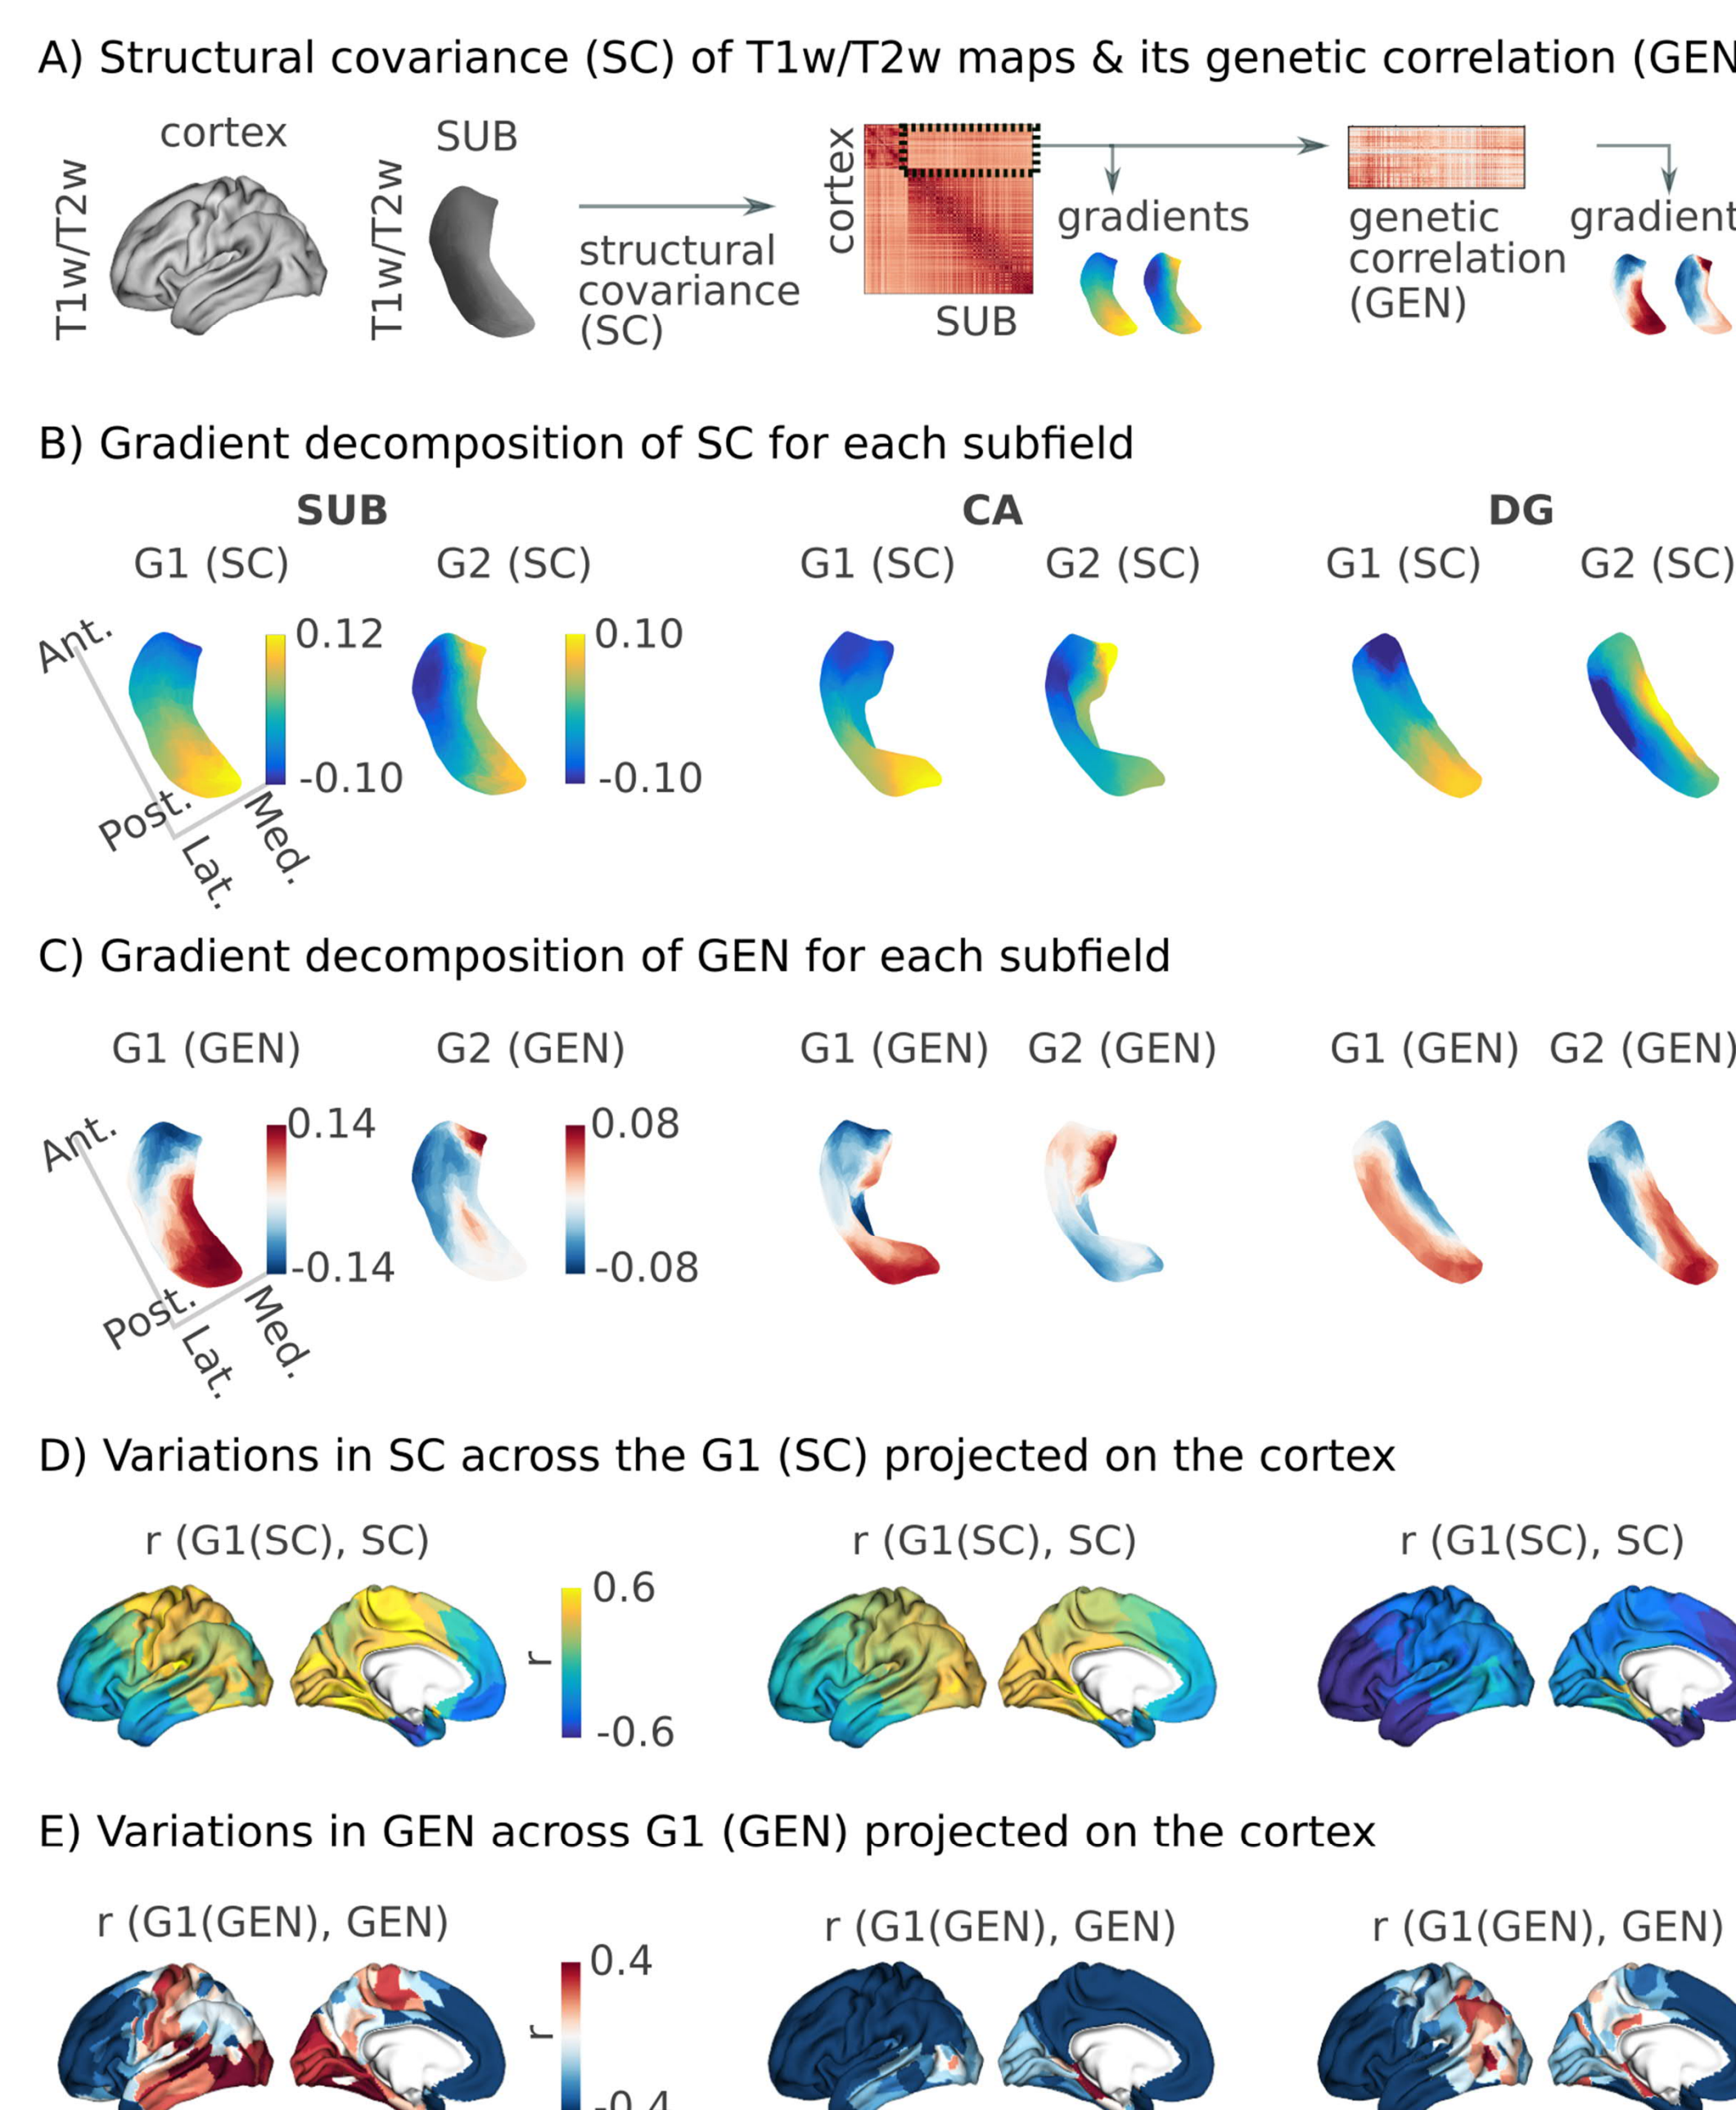 A) Structural covariance (SC) of T1w/T2w maps & its genetic correlation (GEN
cortex
SUB
T1w/T2w
T1w/T2w
structural
covariance
(SC)
cortex
SUB
gradients
genetic
correlation
(GEN)
gradient
B) Gradient decomposition of SC for each subfield
SUB
CA
DG
G1 (SC)
G2 (SC)
G1 (SC)
G2 (SC)
G1 (SC)
G2 (SC)
Ant.
Post.
Lat.
Med.
0.12
-0.10
0.10
-0.10
C) Gradient decomposition of GEN for each subfield
G1 (GEN)
G2 (GEN)
G1 (GEN)
G2 (GEN)
G1 (GEN)
G2 (GEN)
Ant.
Post.
Lat.
Med.
0.14
-0.14
0.08
-0.08
D) Variations in SC across the G1 (SC) projected on the cortex
r (G1(SC), SC)
r (G1(SC), SC)
r (G1(SC), SC)
0.6
r
-0.6
E) Variations in GEN across G1 (GEN) projected on the cortex
r (G1(GEN), GEN)
r (G1(GEN), GEN)
r (G1(GEN), GEN)
0.4
r
-0.4